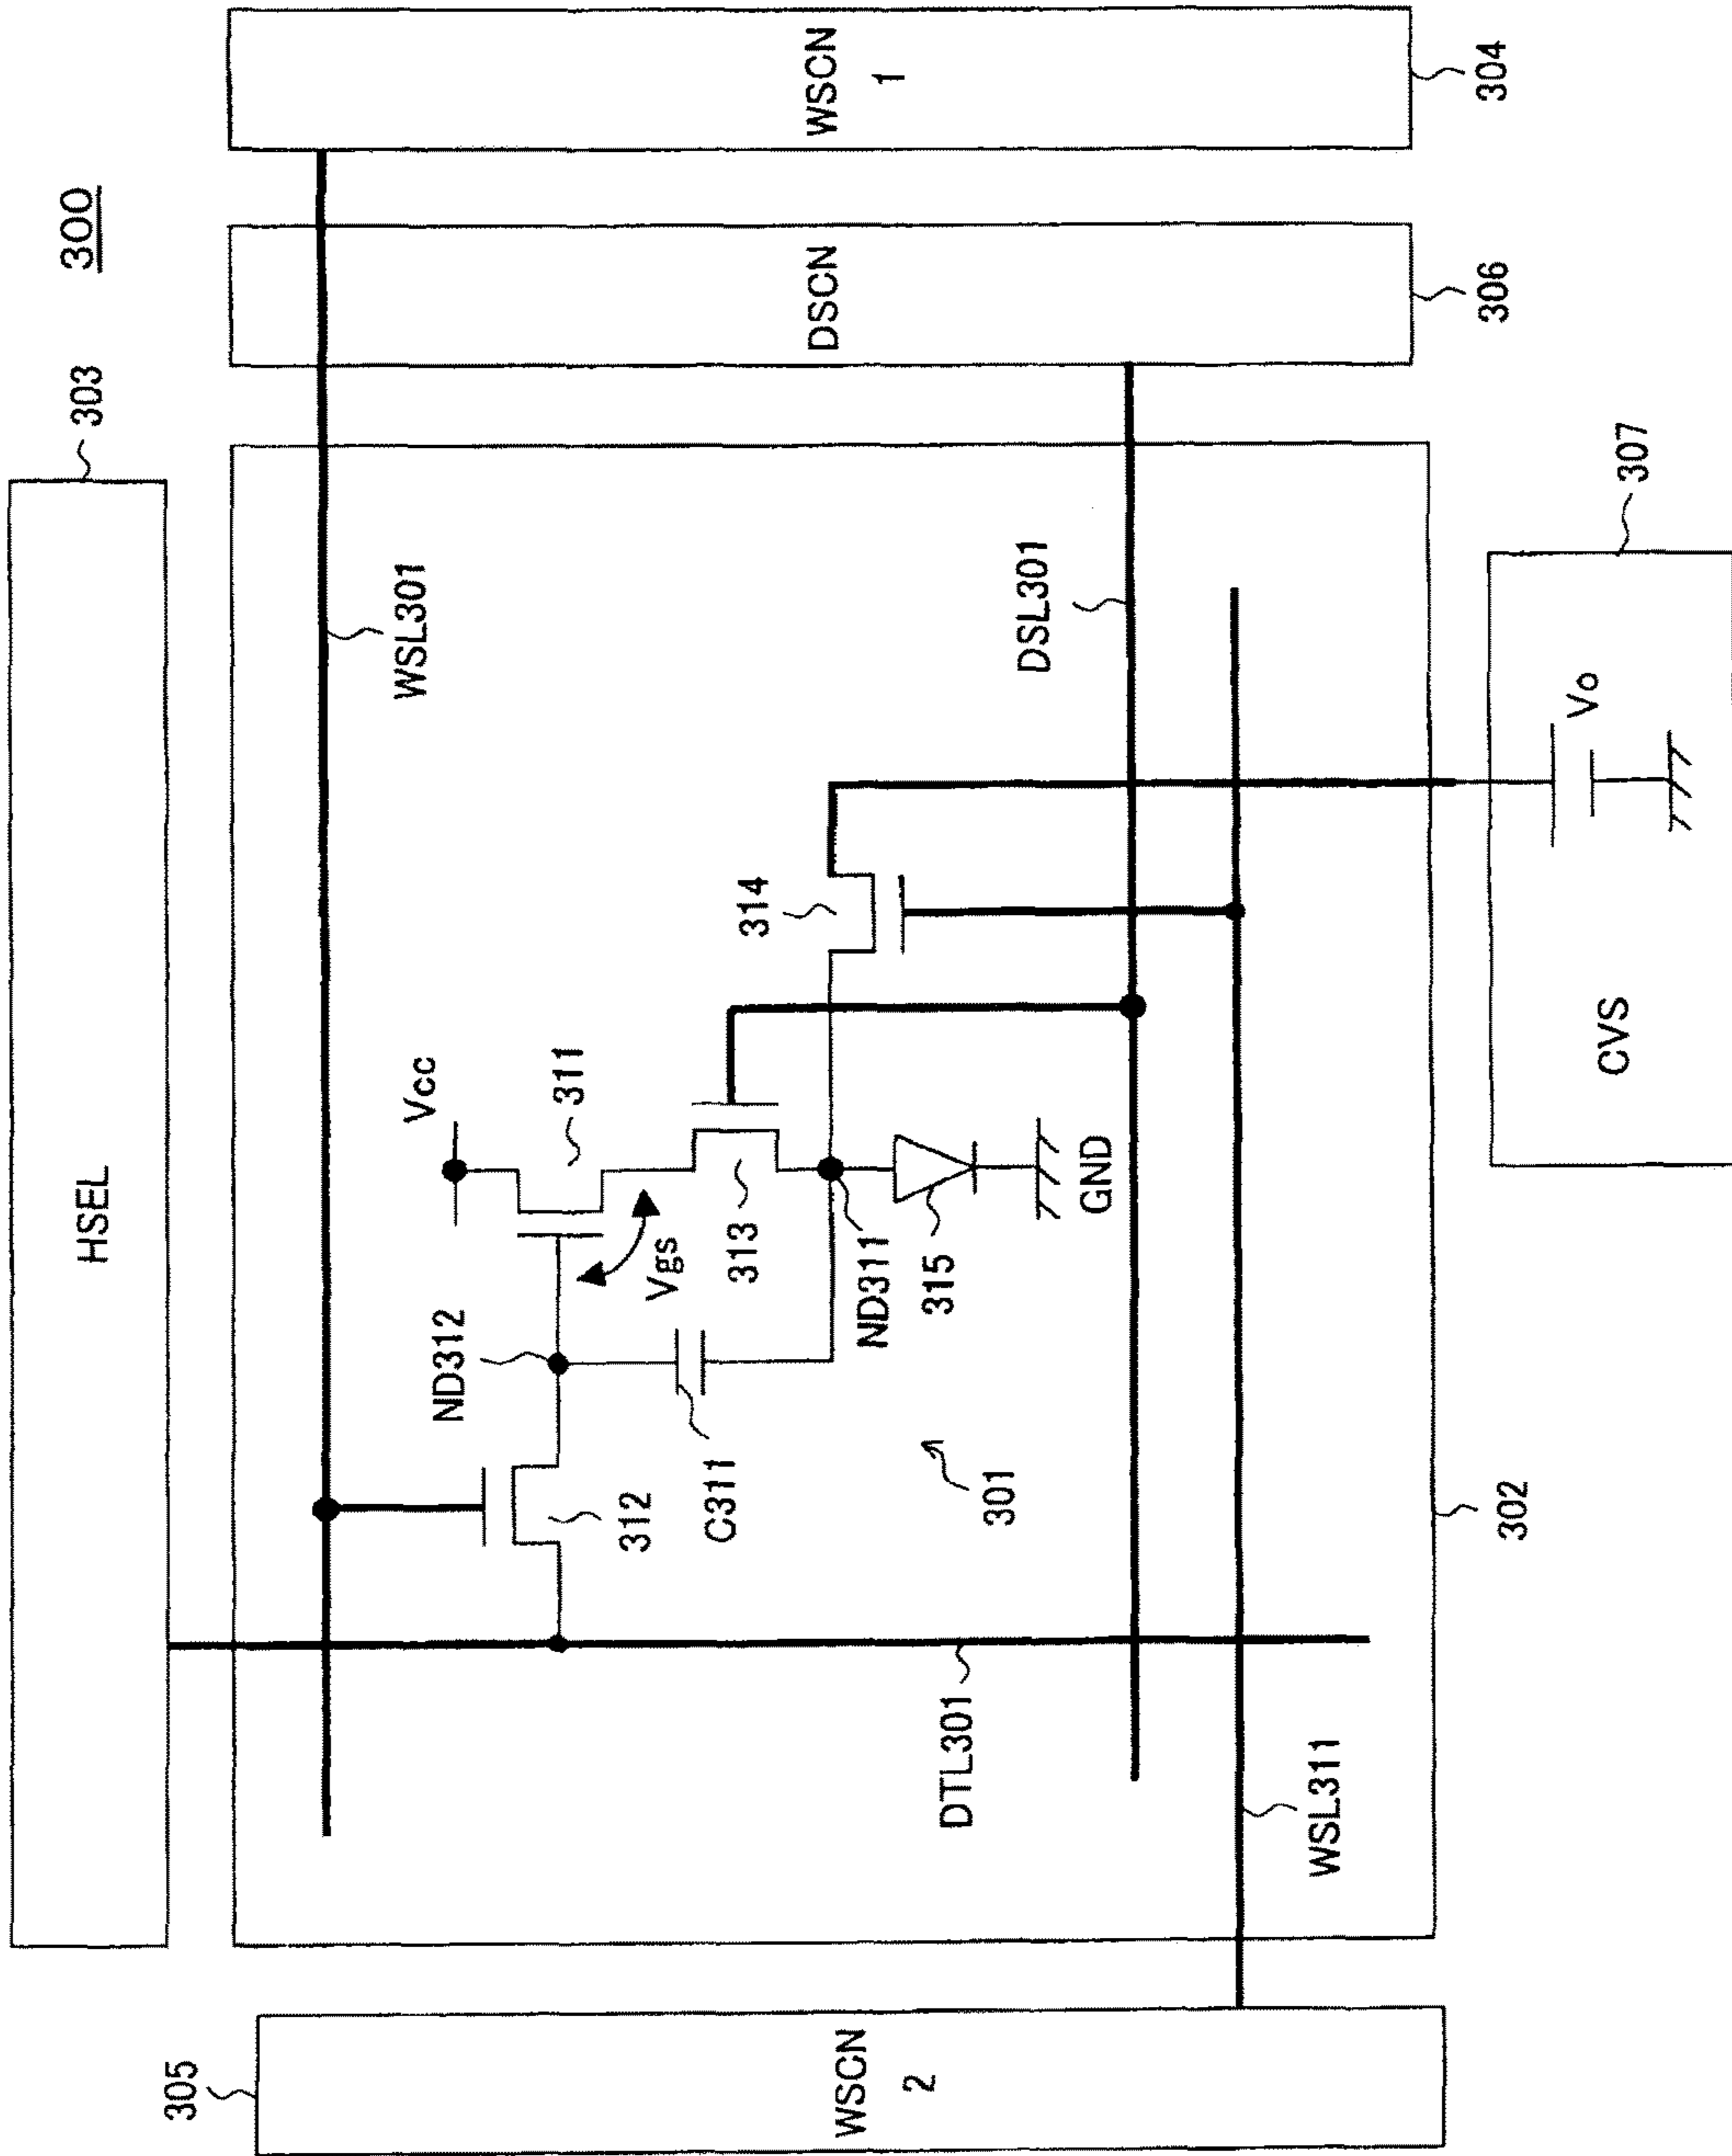 300
HSEL
303
WSCN
2
305
WSCN
1
304
DSCN
306
WSL301
Vcc
ND312
311
Vgs
312
C311
313
314
ND311
315
GND
301
DSL301
DTL301
WSL311
302
CVS
Vo
307